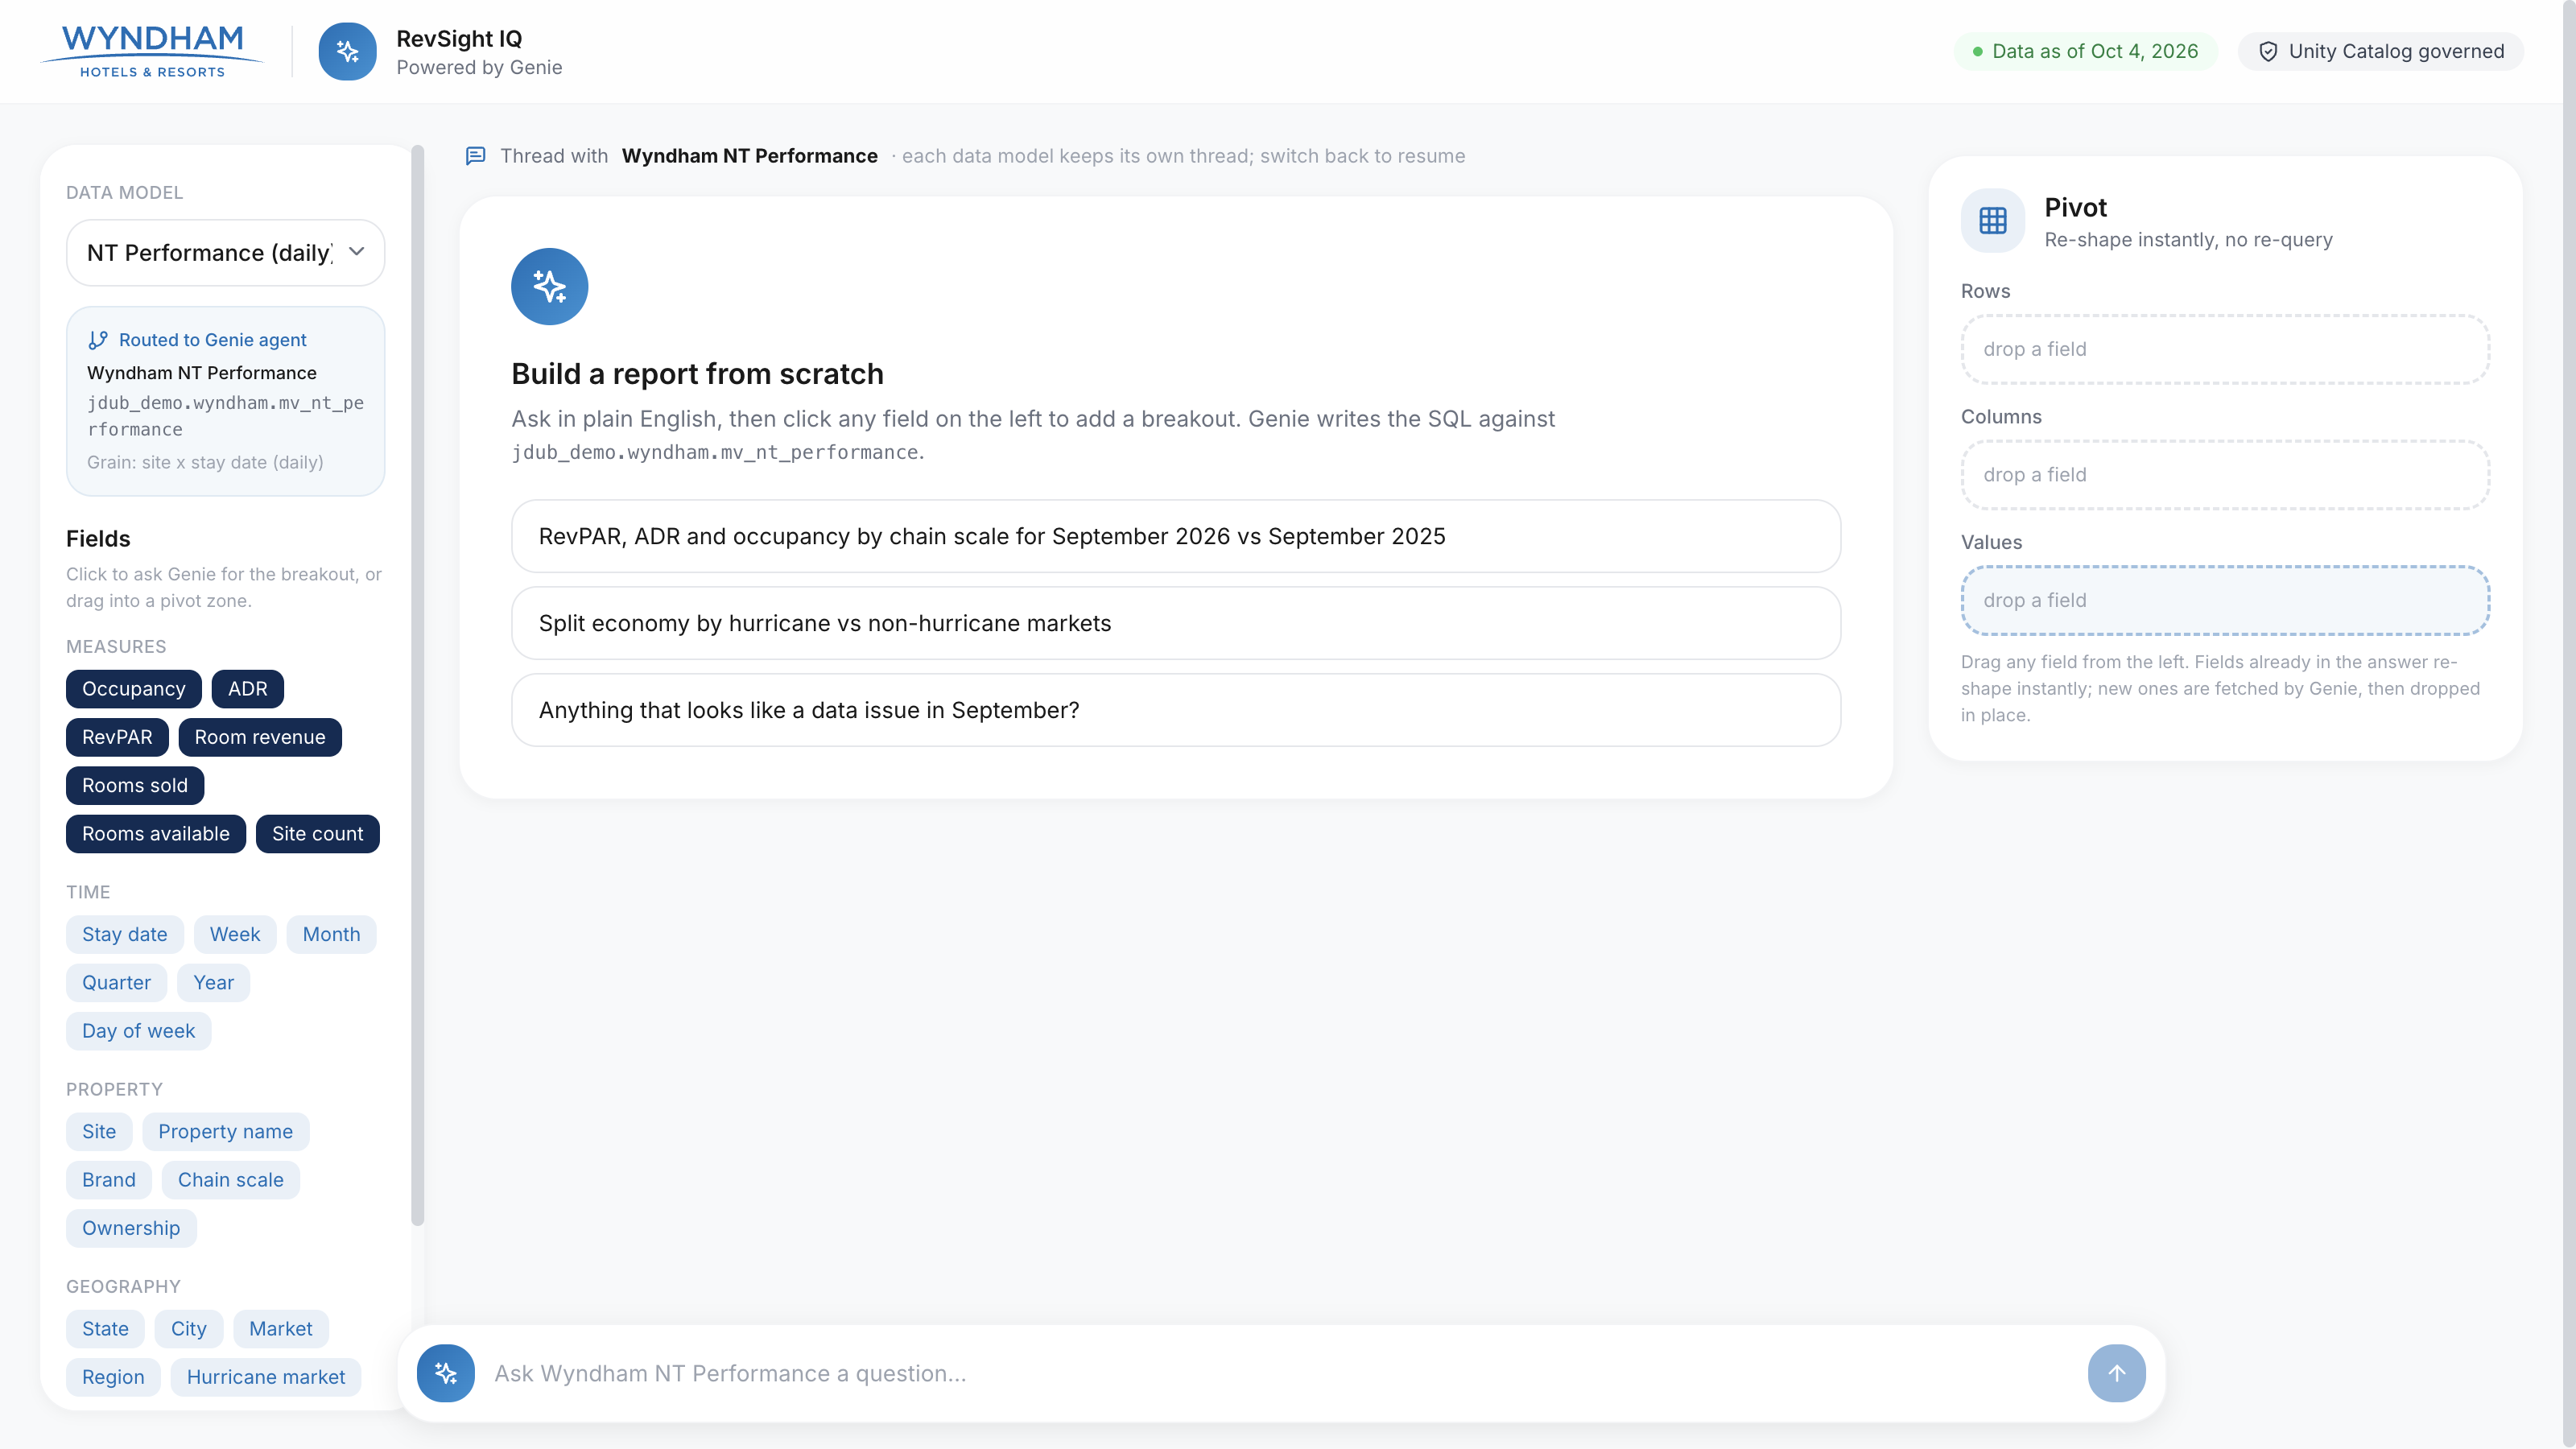 WYNDHAM
HOTELS & RESORTS
RevSight IQ
Powered by Genie
Data as of Oct 4, 2026
Unity Catalog governed
DATA MODEL
NT Performance (daily)
Routed to Genie agent
Wyndham NT Performance
jdub_demo.wyndham.mv_nt_pe
rformance
Grain: site x stay date (daily)
Fields
Click to ask Genie for the breakout, or
drag into a pivot zone.
MEASURES
Occupancy ADR
RevPAR Room revenue
Rooms sold
Rooms available Site count
TIME
Stay date Week Month
Quarter Year
Day of week
PROPERTY
Site Property name
Brand Chain scale
Ownership
GEOGRAPHY
State City Market
Region Hurricane market
Thread with Wyndham NT Performance · each data model keeps its own thread; switch back to resume
Build a report from scratch
Ask in plain English, then click any field on the left to add a breakout. Genie writes the SQL against
jdub_demo.wyndham.mv_nt_performance.
RevPAR, ADR and occupancy by chain scale for September 2026 vs September 2025
Split economy by hurricane vs non-hurricane markets
Anything that looks like a data issue in September?
Ask Wyndham NT Performance a question...
Pivot
Re-shape instantly, no re-query
Rows
drop a field
Columns
drop a field
Values
drop a field
Drag any field from the left. Fields already in the answer re-
shape instantly; new ones are fetched by Genie, then dropped
in place.